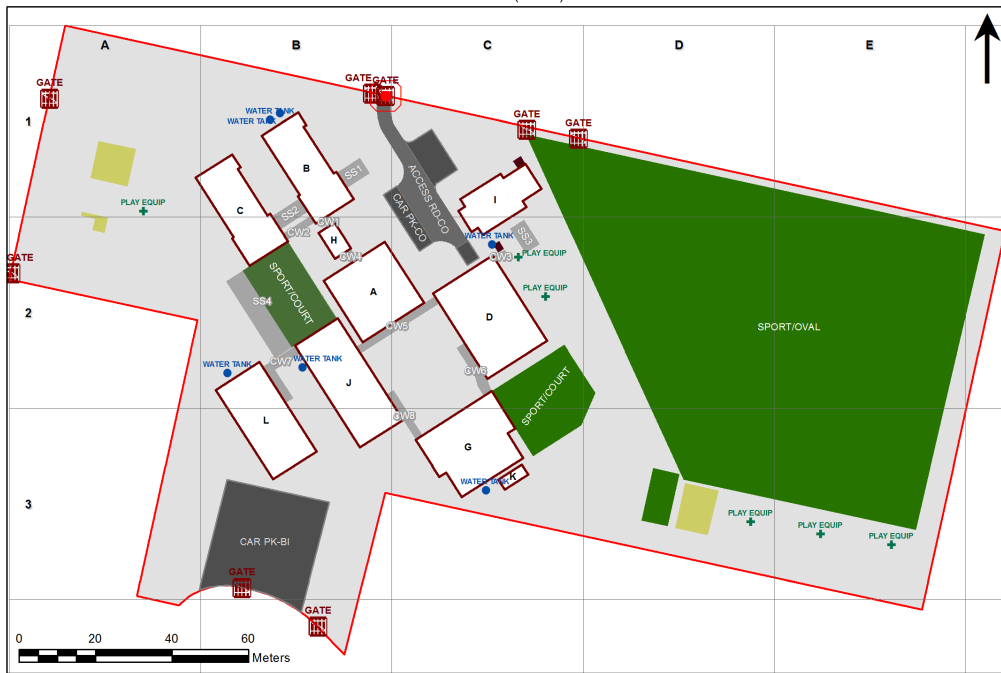 A B C D E
GATE
GATE GATE
WATER TANK
WATER TANK
GATE
GATE
1
B
SS1
ACCESS RD-CO
C
PLAY EQUIP
SS2
CW1
CAR PK-CO
I
CW2
H
WATER TANK
SS3
CW4
CW3
PLAY EQUIP
GATE
SPORT/COURT
A
PLAY EQUIP
SS4
2
D
CW5
SPORT/OVAL
CW7
WATER TANK
WATER TANK
J
CW6
SPORT/COURT
CW8
L
G
K
WATER TANK
3
PLAY EQUIP
PLAY EQUIP
PLAY EQUIP
CAR PK-BI
GATE
GATE
0 20 40 60
Meters